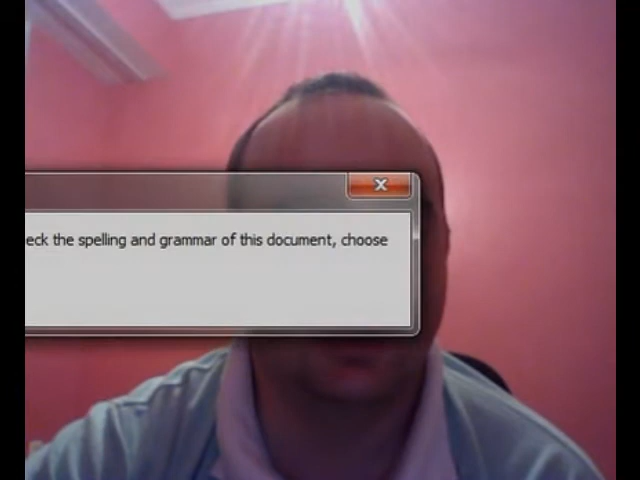 eck the spelling and grammar of this document, choose